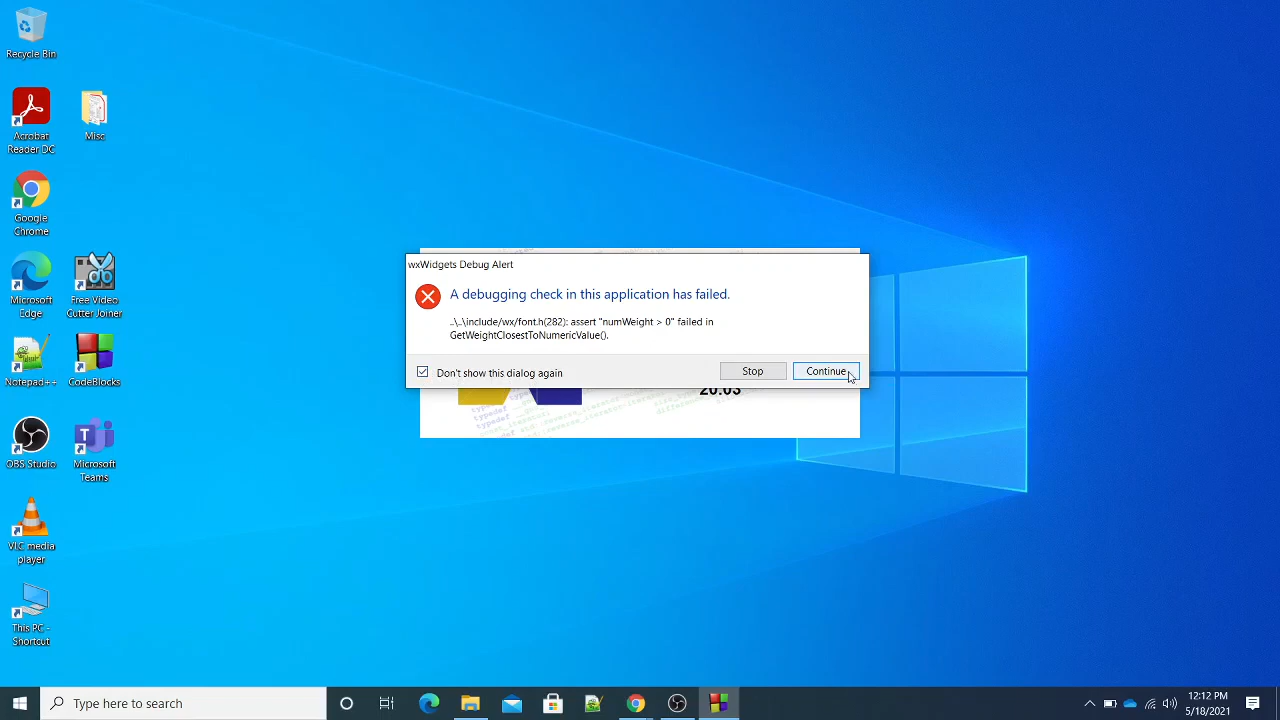 Recycle Bin
Acrobat
Reader DC
Misc
Google
Chrome
Microsoft
Edge
Free Video
Cutter Joiner
Notepad++
CodeBlocks
OBS Studio
Microsoft
Teams
VLC media
player
This PC -
Shortcut
wxWidgets Debug Alert
A debugging check in this application has failed.
..\..\include/wx/font.h(282): assert "numWeight > 0" failed in
GetWeightClosestToNumericValue().
Don't show this dialog again
Stop
Continue
20.03
Type here to search
12:12 PM
5/18/2021